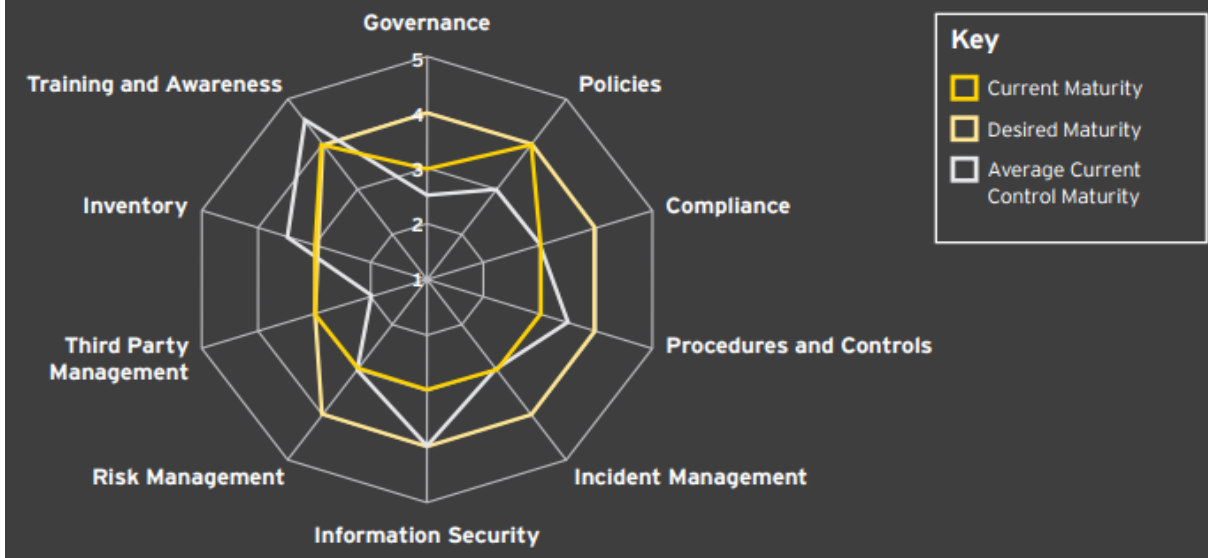 Governance
Training and Awareness
Policies
Inventory
Compliance
Third Party
Management
Procedures and Controls
Risk Management
Incident Management
Information Security
5
4
3
2
1
Key
Current Maturity
Desired Maturity
Average Current
Control Maturity